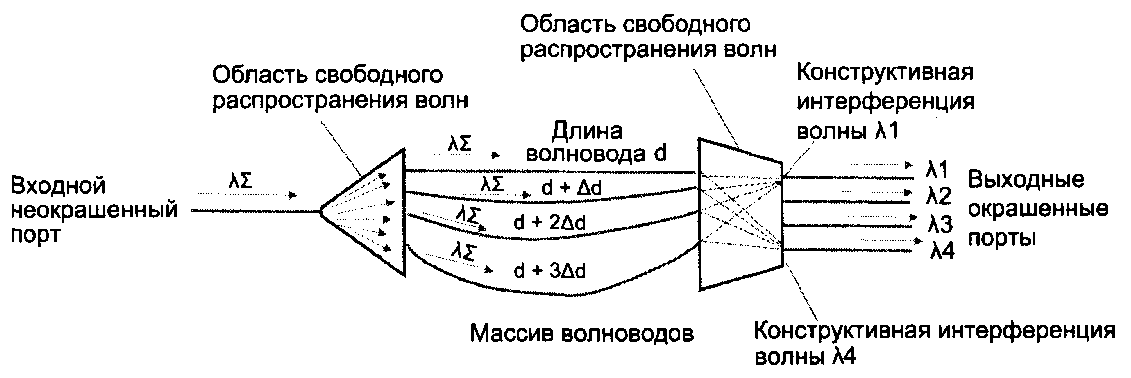 Область свободного
распространения волн
Область свободного
распространения волн
Конструктивная
интерференция
волны λ1
Длина
волновода d
λΣ
λΣ
λΣ
d + Δd
λΣ
d + 2Δd
λΣ
d + 3Δd
Входной
неокрашенный
порт
λ1
λ2
λ3
λ4
Выходные
окрашенные
порты
Массив волноводов
Конструктивная интерференция
волны λ4